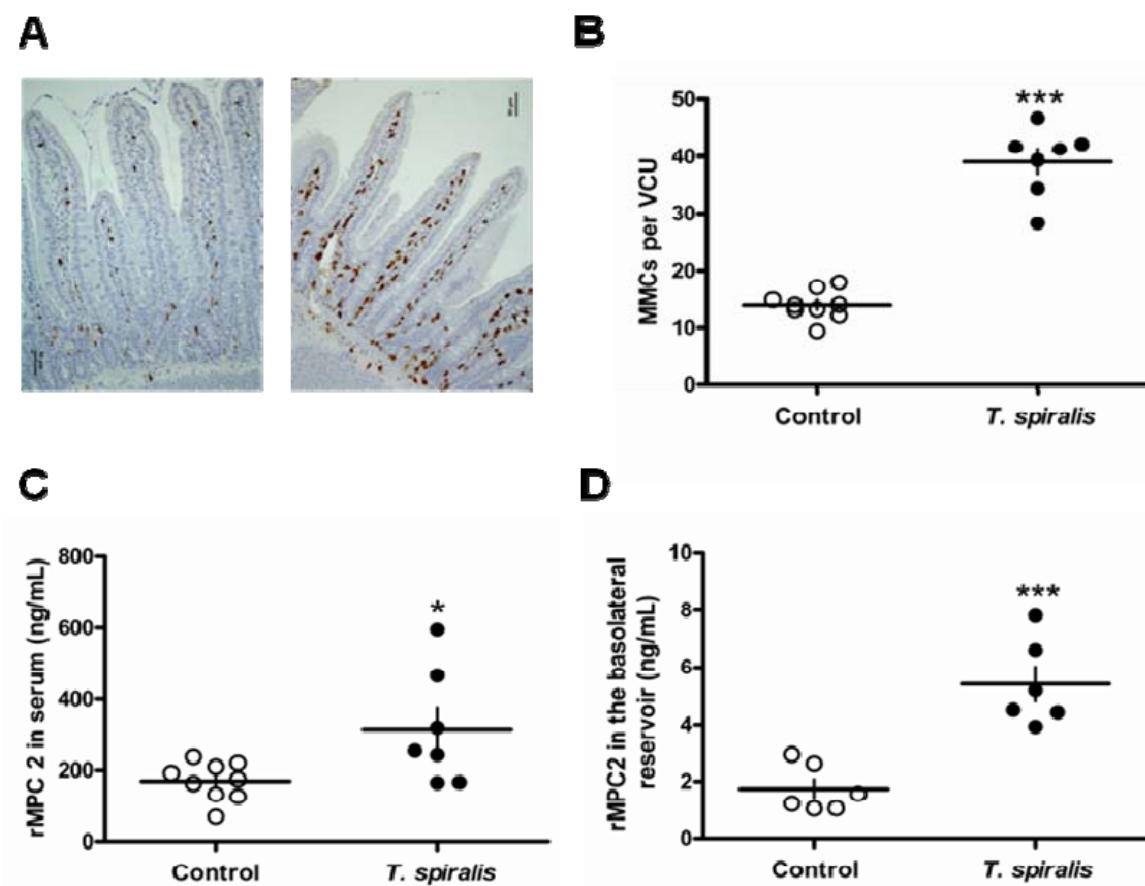 A
B
MMCs per VCU
50
40
30
20
10
0
***
Control
T. spiralis
C
rMPC 2 in serum (ng/mL)
800
600
400
200
0
*
Control
T. spiralis
D
rMPC2 in the basolateral
reservoir (ng/mL)
10
8
6
4
2
0
***
Control
T. spiralis